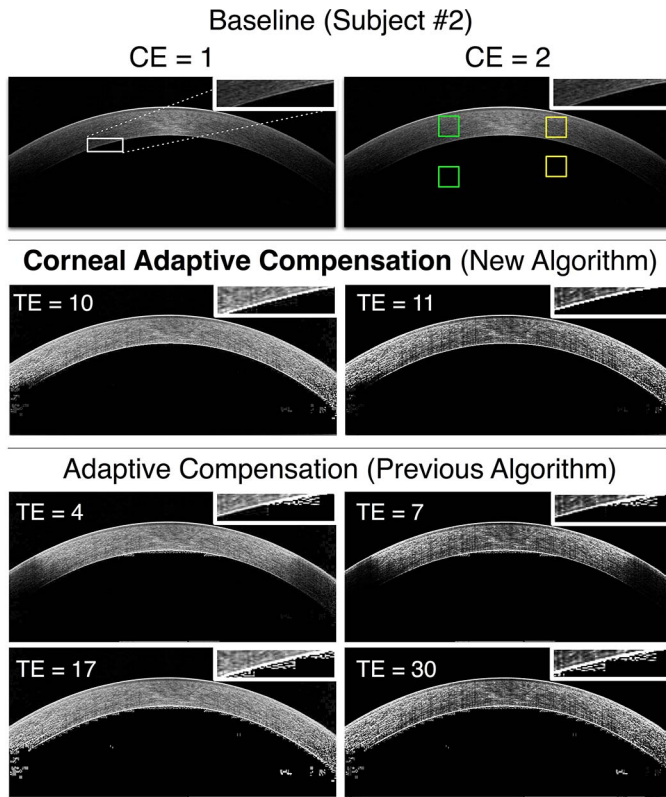 Baseline (Subject #2)
CE = 1 CE = 2
Corneal Adaptive Compensation (New Algorithm)
TE = 10 TE = 11
Adaptive Compensation (Previous Algorithm)
TE = 4 TE = 7
TE = 17 TE = 30